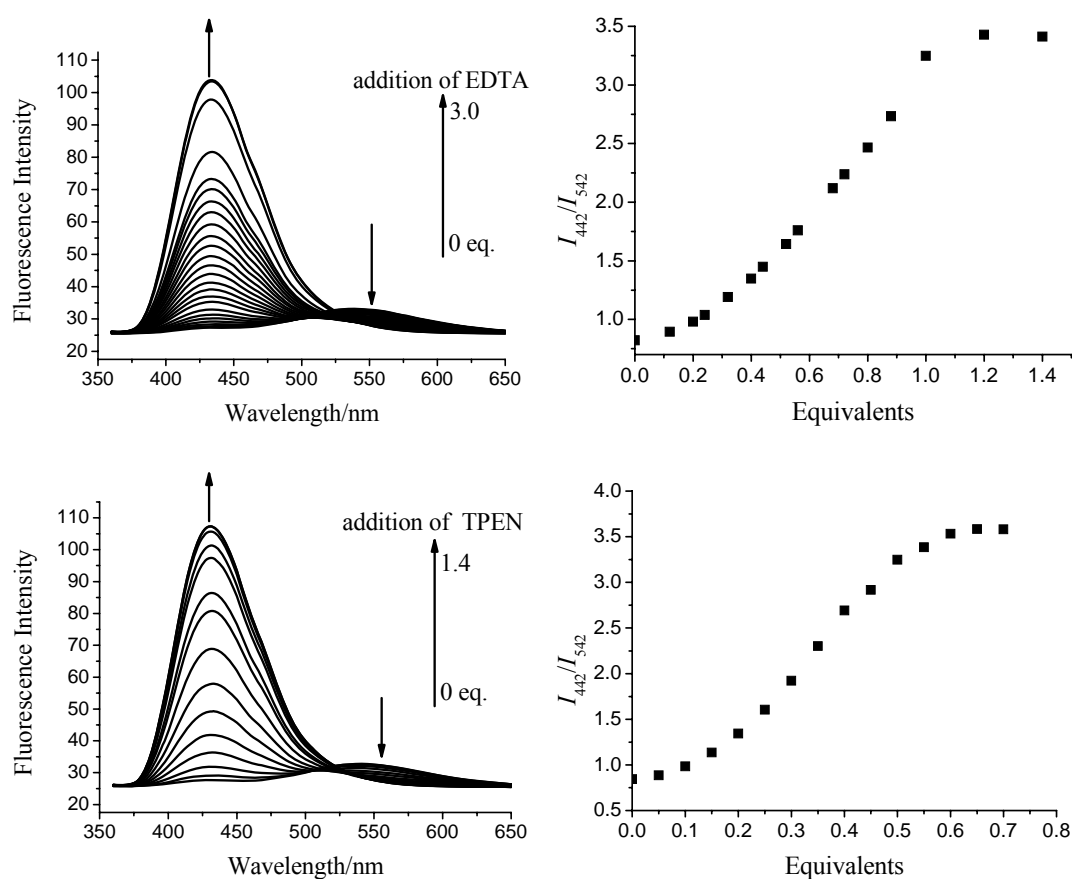 110
100
90
80
70
60
50
40
30
20
Fluorescence Intensity
addition of EDTA
3.0
0 eq.
350 400 450 500 550 600 650
Wavelength/nm
3.5
3.0
2.5
2.0
1.5
1.0
I442/I542
0.0 0.2 0.4 0.6 0.8 1.0 1.2 1.4
Equivalents
110
100
90
80
70
60
50
40
30
20
Fluorescence Intensity
addition of TPEN
1.4
0 eq.
350 400 450 500 550 600 650
Wavelength/nm
4.0
3.5
3.0
2.5
2.0
1.5
1.0
0.5
I442/I542
0.0 0.1 0.2 0.3 0.4 0.5 0.6 0.7 0.8
Equivalents